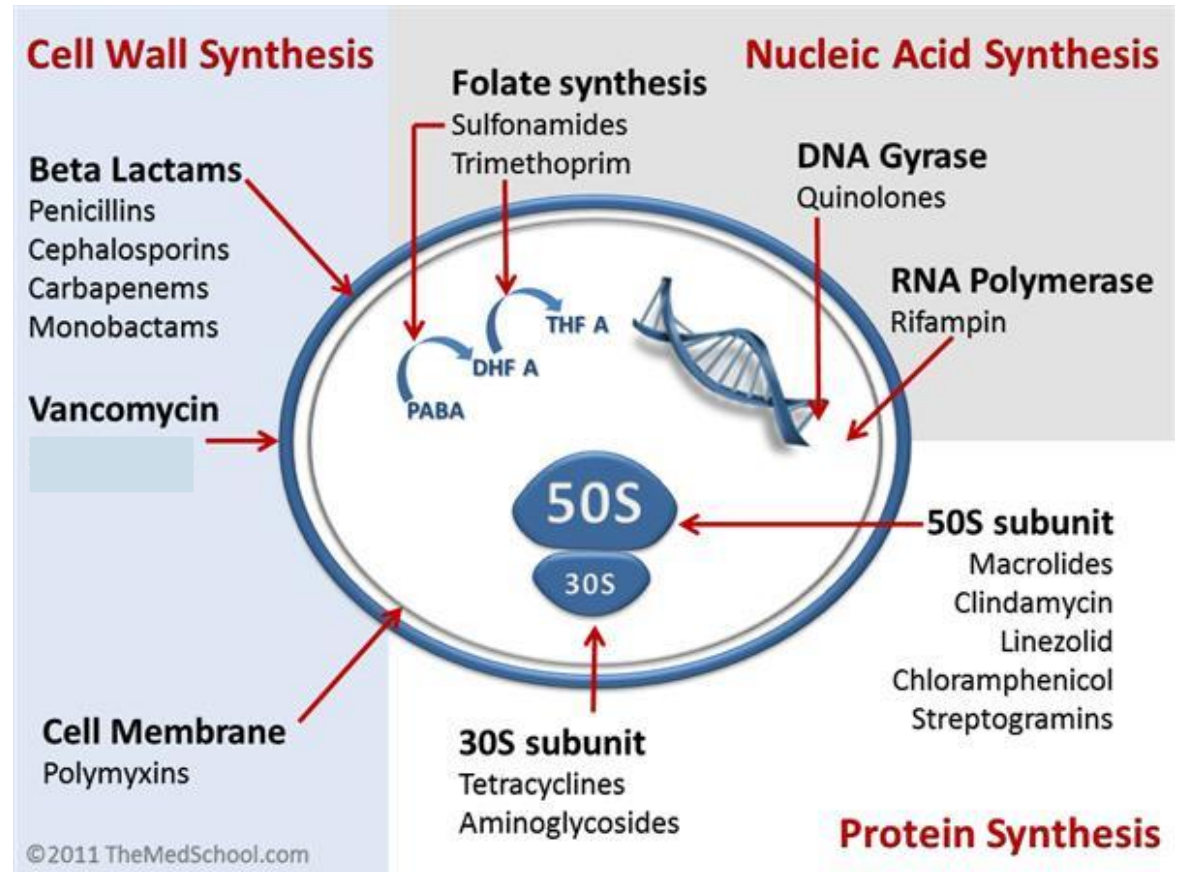 Cell Wall Synthesis
Nucleic Acid Synthesis
Beta Lactams
Penicillins
Cephalosporins
Carbapenems
Monobactams
Vancomycin
Cell Membrane
Polymyxins
Folate synthesis
Sulfonamides
Trimethoprim
DNA Gyrase
Quinolones
RNA Polymerase
Rifampin
THF A
DHF A
PABA
50S
30S
50S subunit
Macrolides
Clindamycin
Linezolid
Chloramphenicol
Streptogramins
30S subunit
Tetracyclines
Aminoglycosides
Protein Synthesis
©2011 TheMedSchool.com